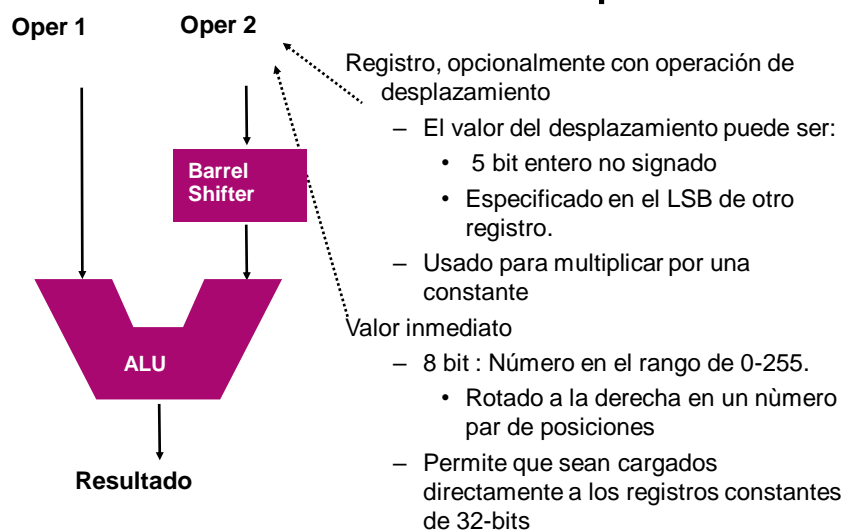 Oper 1
Oper 2
Barrel
Shifter
ALU
Resultado
Registro, opcionalmente con operación de
desplazamiento
– El valor del desplazamiento puede ser:
• 5 bit entero no signado
• Especificado en el LSB de otro
registro.
– Usado para multiplicar por una
constante
Valor inmediato
– 8 bit : Número en el rango de 0-255.
• Rotado a la derecha en un nùmero
par de posiciones
– Permite que sean cargados
directamente a los registros constantes
de 32-bits